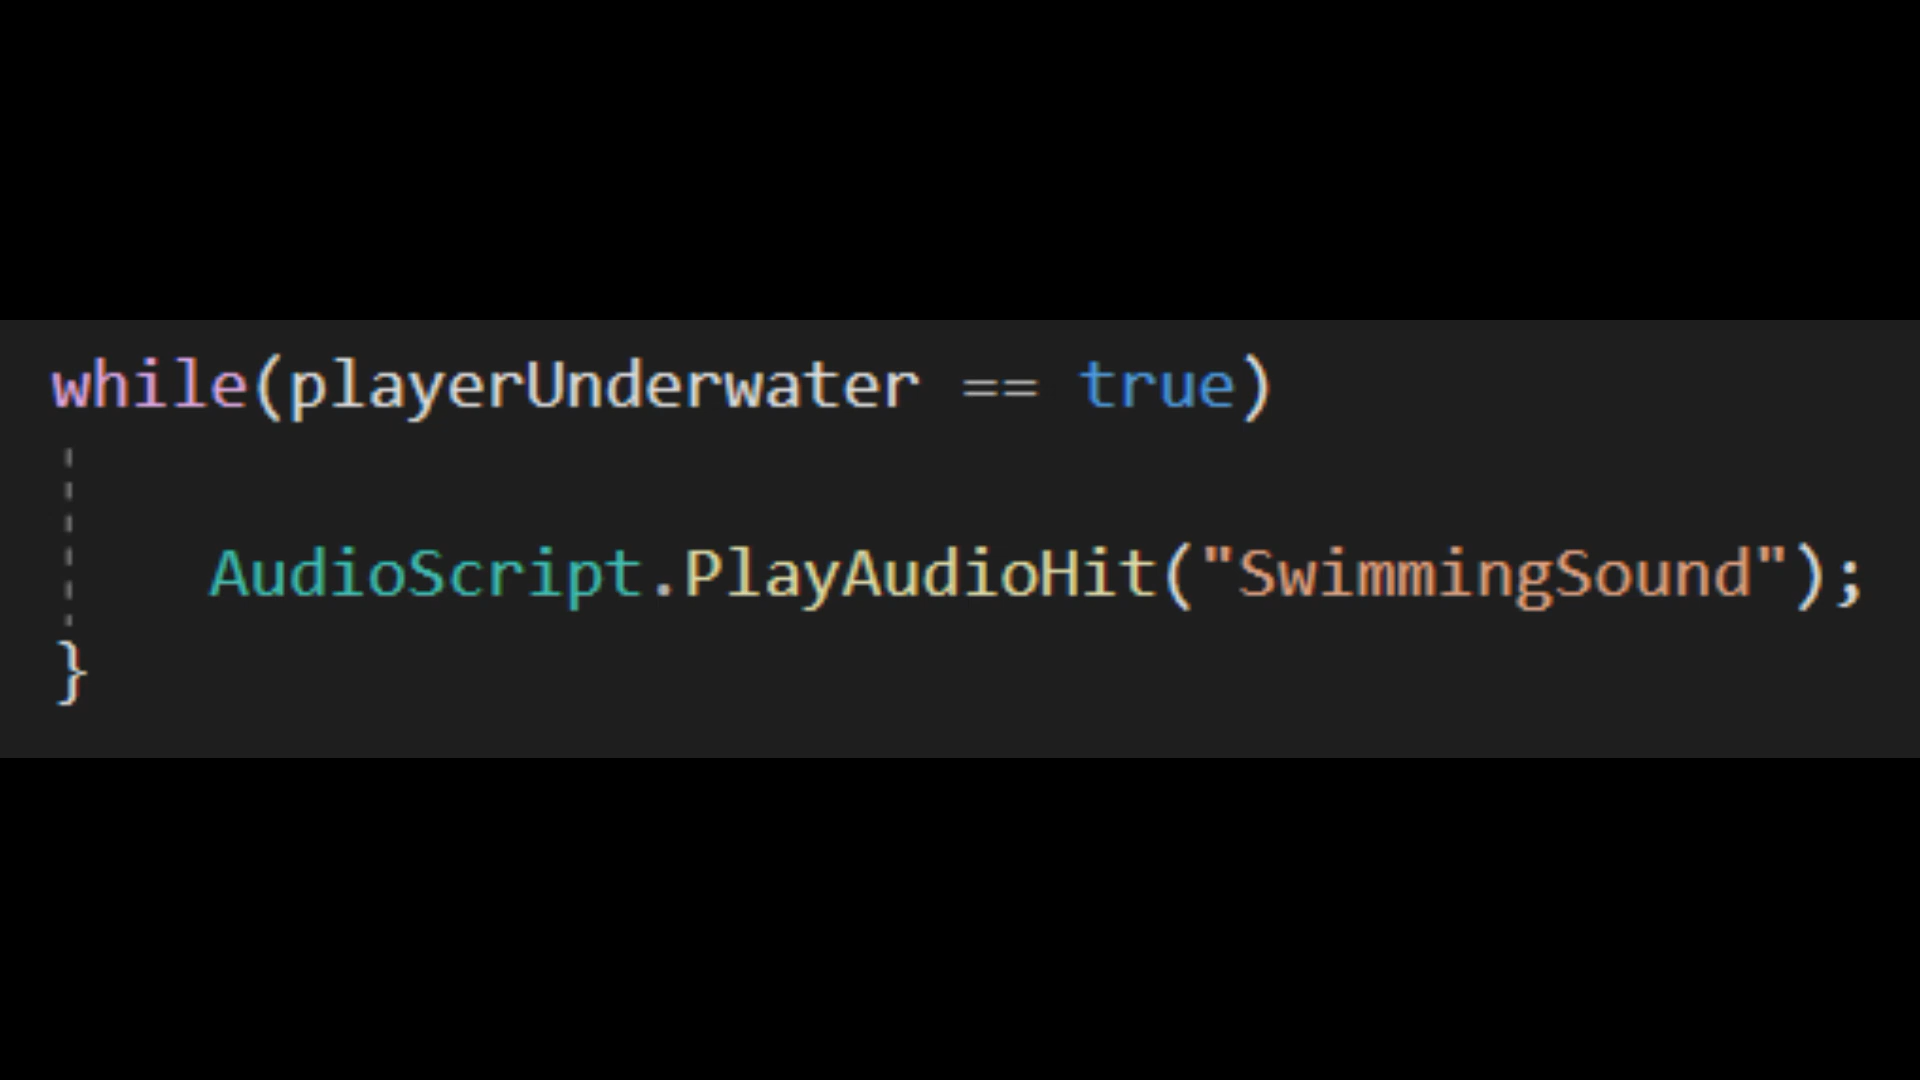 while(playerUnderwater == true)
AudioScript.PlayAudioHit("SwimmingSound");
}